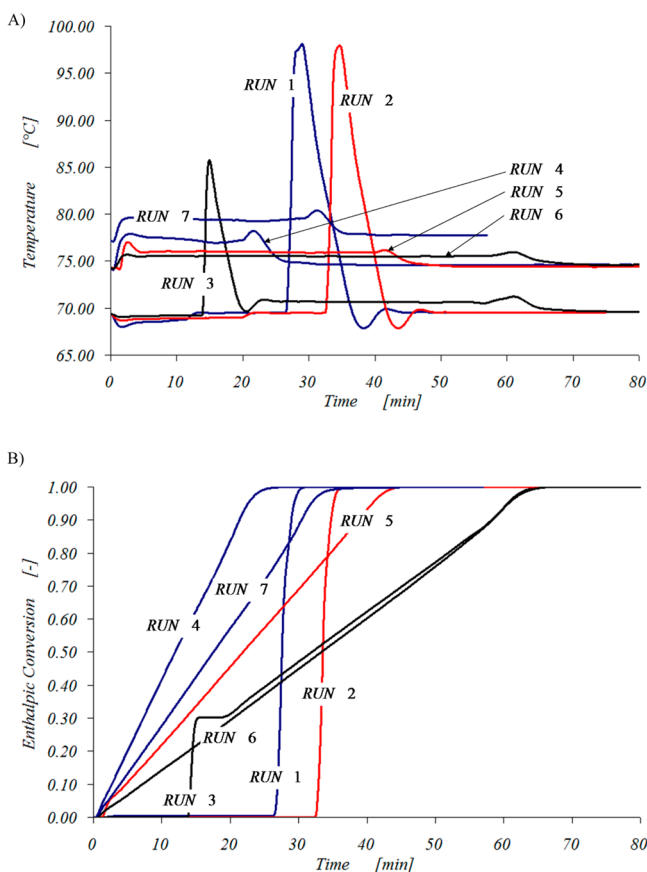 A)
100.00
95.00
90.00
85.00
80.00
75.00
70.00
65.00
Temperature [°C]
RUN 1
RUN 2
RUN 4
RUN 5
RUN 6
RUN 7
RUN 3
0 10 20 30 40 50 60 70 80
Time [min]
B)
1.00
0.90
0.80
0.70
0.60
0.50
0.40
0.30
0.20
0.10
0.00
Enthalpic Conversion [-]
RUN 5
RUN 7
RUN 4
RUN 2
RUN 6
RUN 1
RUN 3
0 10 20 30 40 50 60 70 80
Time [min]